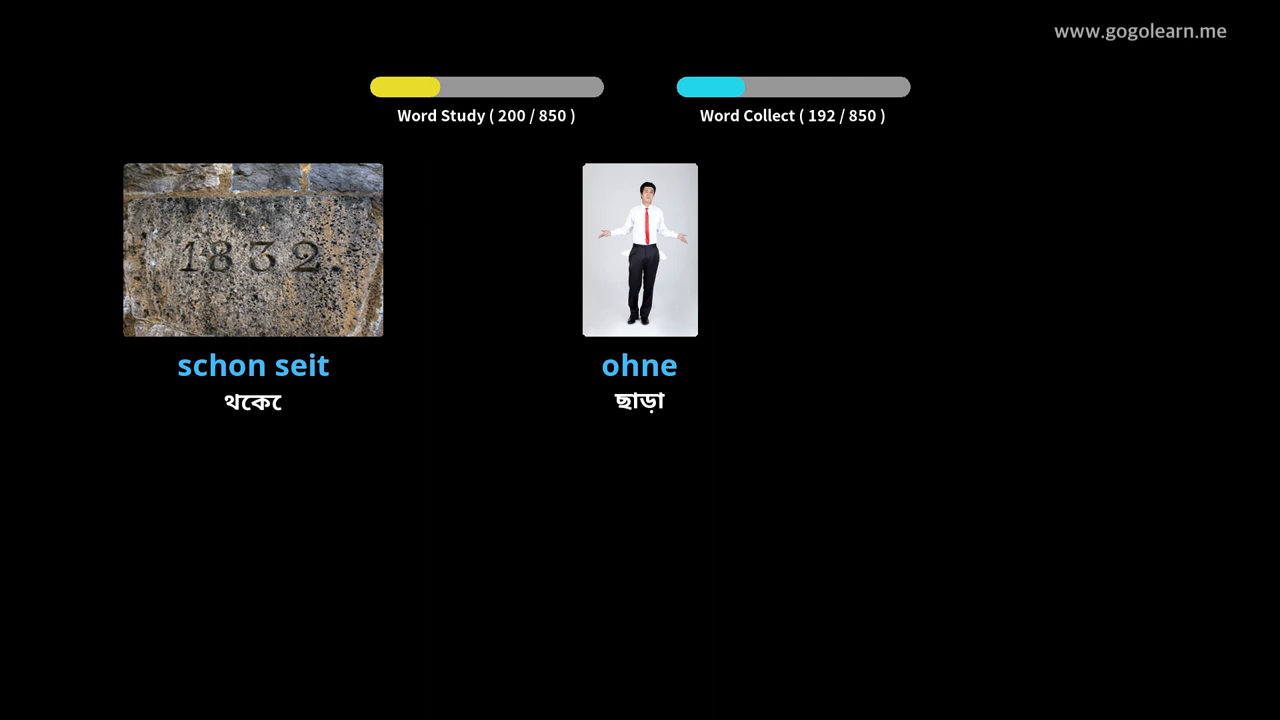 www.gogolearn.me
Word Study ( 200 / 850 )
Word Collect ( 192 / 850 )
1832.
schon seit
ohne
থেকে
ছাড়া